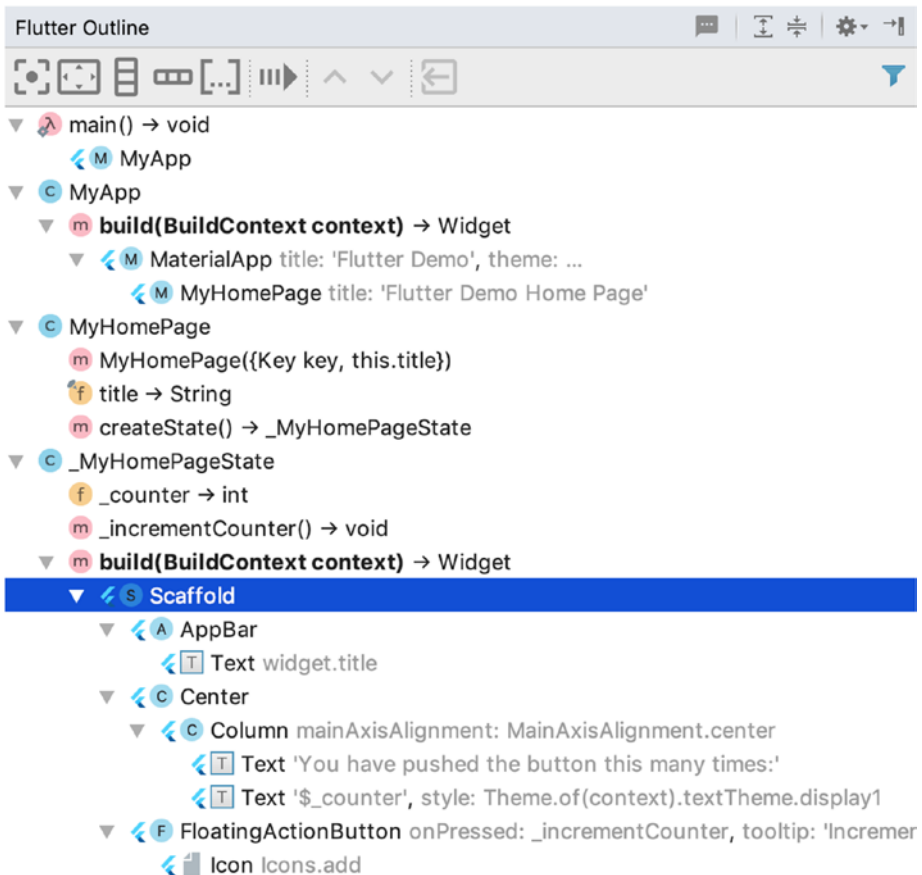 Flutter Outline
main() → void
M MyApp
C MyApp
m build(BuildContext context) → Widget
M MaterialApp title: 'Flutter Demo', theme: ...
M MyHomePage title: 'Flutter Demo Home Page'
C MyHomePage
m MyHomePage({Key key, this.title})
f title → String
m createState() → _MyHomePageState
C _MyHomePageState
f _counter → int
m _incrementCounter() → void
m build(BuildContext context) → Widget
S Scaffold
A AppBar
T Text widget.title
C Center
C Column mainAxisAlignment: MainAxisAlignment.center
T Text 'You have pushed the button this many times:'
T Text '$_counter', style: Theme.of(context).textTheme.display1
F FloatingActionButton onPressed: _incrementCounter, tooltip: 'Incremen
Icon Icons.add